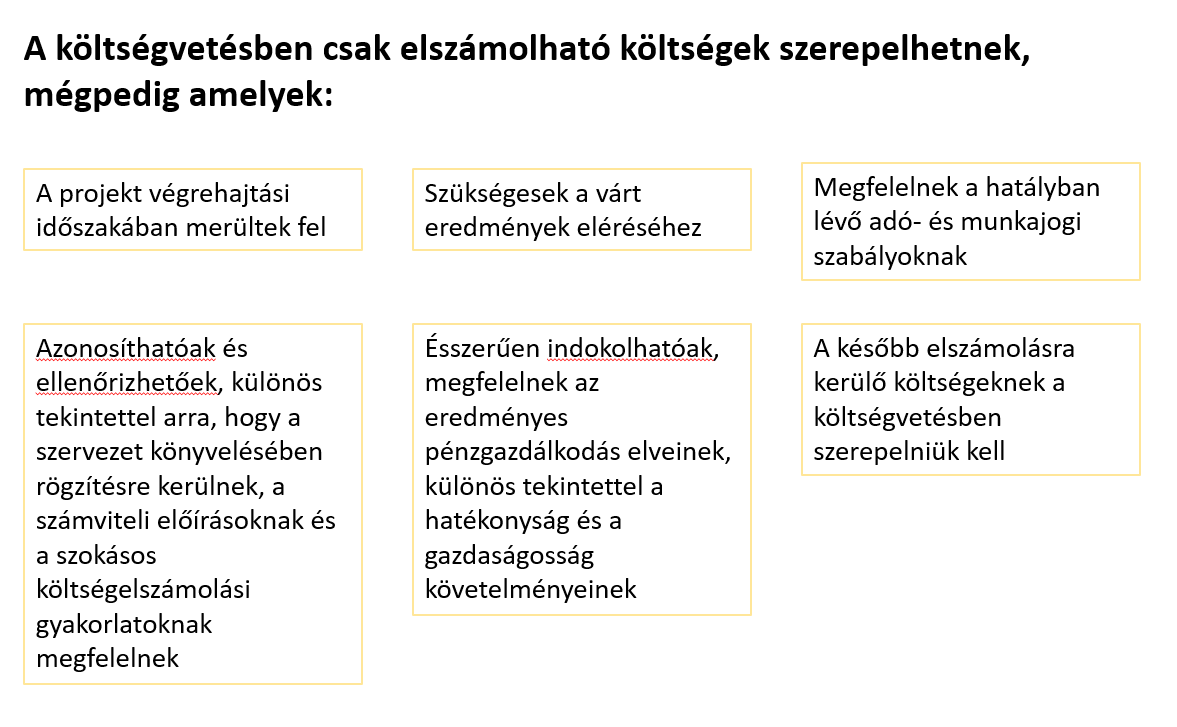 A költségvetésben csak elszámolható költségek szerepelhetnek,
mégpedig amelyek:
A projekt végrehajtási
időszakában merültek fel
Szükségesek a várt
eredmények eléréséhez
Megfelelnek a hatályban
lévő adó- és munkajogi
szabályoknak
Azonosíthatóak és
ellenőrizhetőek, különös
tekintettel arra, hogy a
szervezet könyvelésében
rögzítésre kerülnek, a
számviteli előírásoknak és
a szokásos
költségelszámolási
gyakorlatoknak
megfelelnek
Ésszerűen indokolhatóak,
megfelelnek az
eredményes
pénzgazdálkodás elveinek,
különös tekintettel a
hatékonyság és a
gazdaságosság
követelményeinek
A később elszámolásra
kerülő költségeknek a
költségvetésben
szerepelniük kell